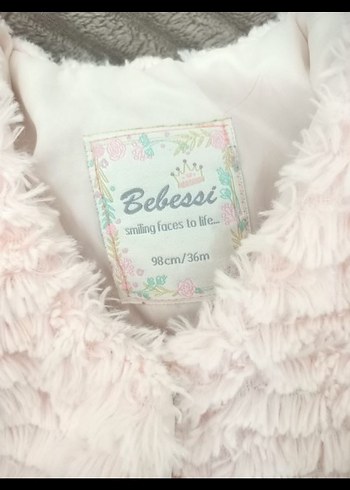 Bebessi
smiling faces to life...
98cm/36m